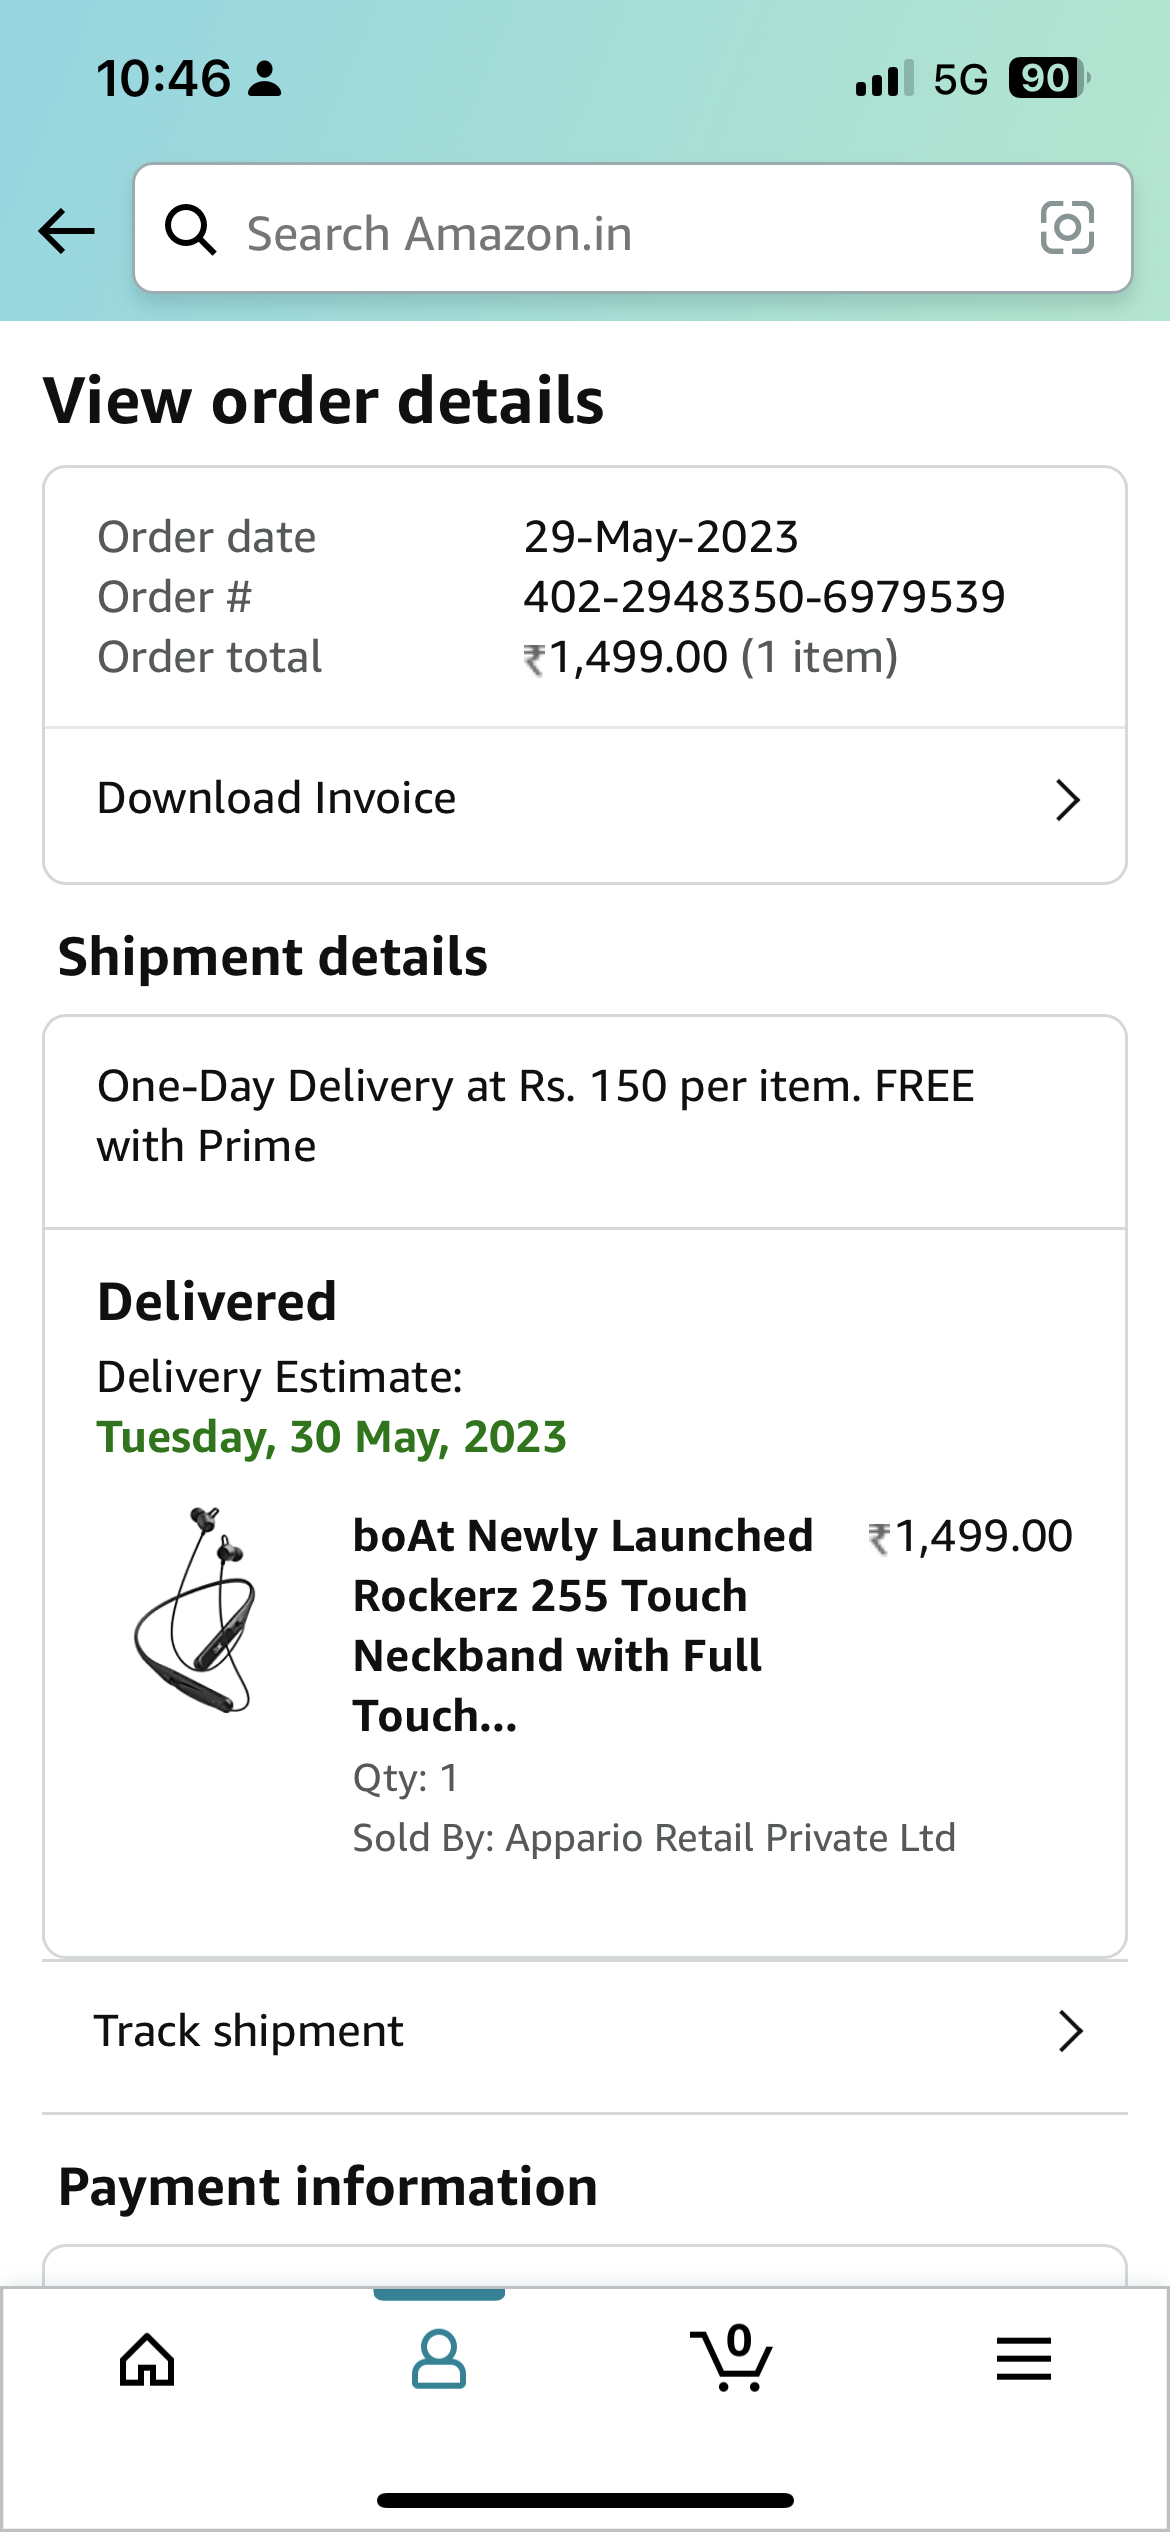 10:46
5G 90
Search Amazon.in
View order details
Order date 29-May-2023
Order # 402-2948350-6979539
Order total ₹1,499.00 (1 item)
Download Invoice
Shipment details
One-Day Delivery at Rs. 150 per item. FREE
with Prime
Delivered
Delivery Estimate:
Tuesday, 30 May, 2023
boAt Newly Launched ₹1,499.00
Rockerz 255 Touch
Neckband with Full
Touch...
Qty: 1
Sold By: Appario Retail Private Ltd
Track shipment
Payment information
0